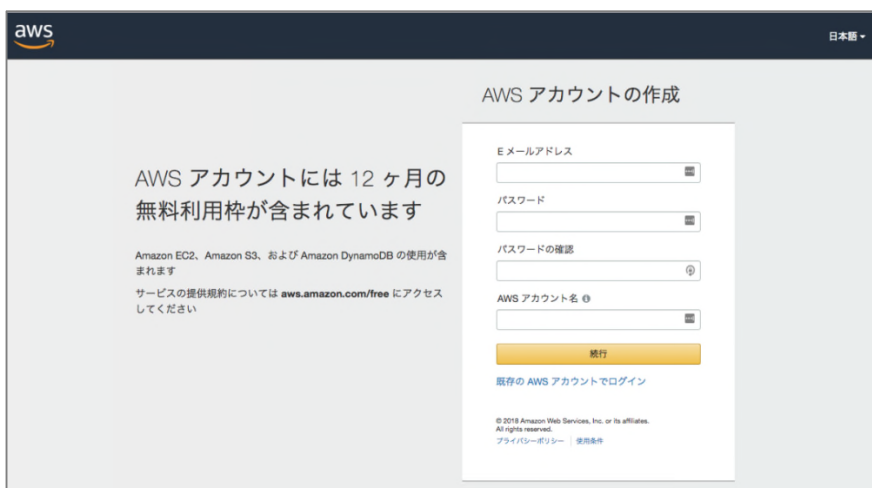 aws
日本語
AWS アカウントの作成
AWS アカウントには 12 ヶ月の
無料利用枠が含まれています
Amazon EC2、Amazon S3、および Amazon DynamoDB の使用が含
まれます
サービスの提供規約については aws.amazon.com/free にアクセス
してください
E メールアドレス
パスワード
パスワードの確認
AWS アカウント名
続行
既存の AWS アカウントでログイン
© 2018 Amazon Web Services, Inc. or its affiliates.
All rights reserved.
プライバシーポリシー | 使用条件